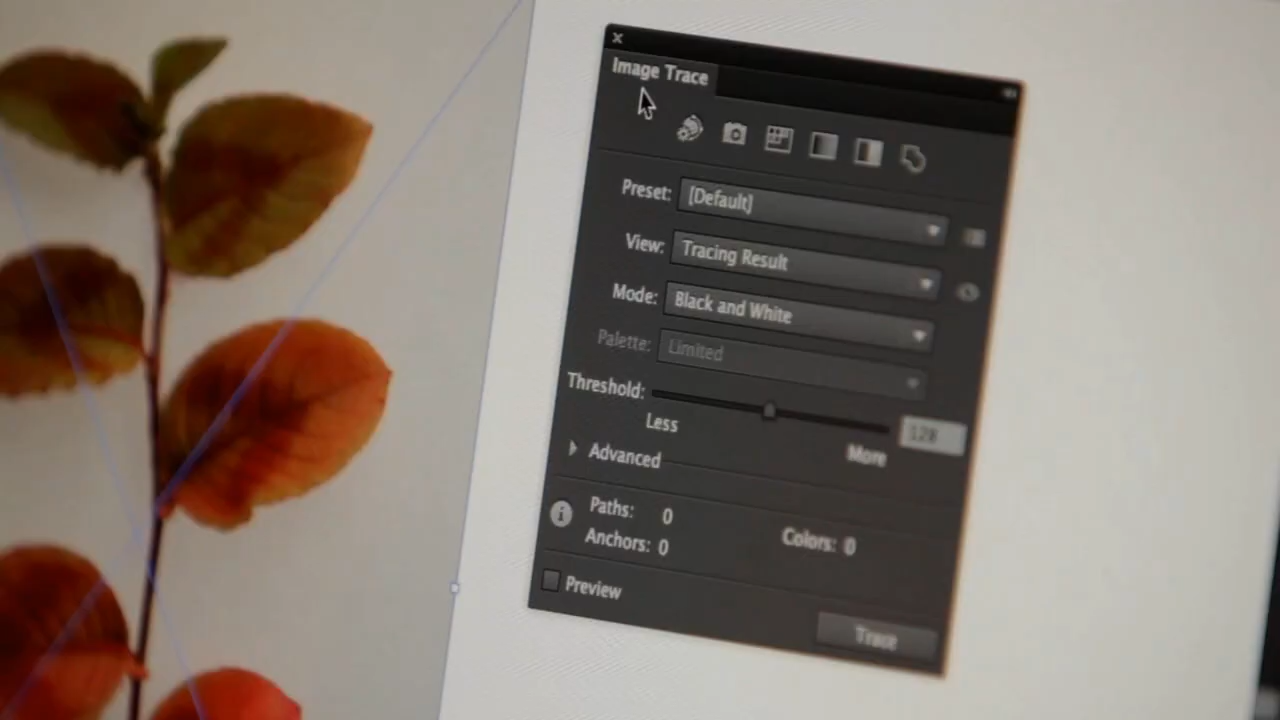 Image Trace
Preset: [Default]
View: Tracing Result
Mode: Black and White
Palette: Limited
Threshold: 128
Less More
Advanced
Paths: 0
Colors: 0
Anchors: 0
Preview
Trace